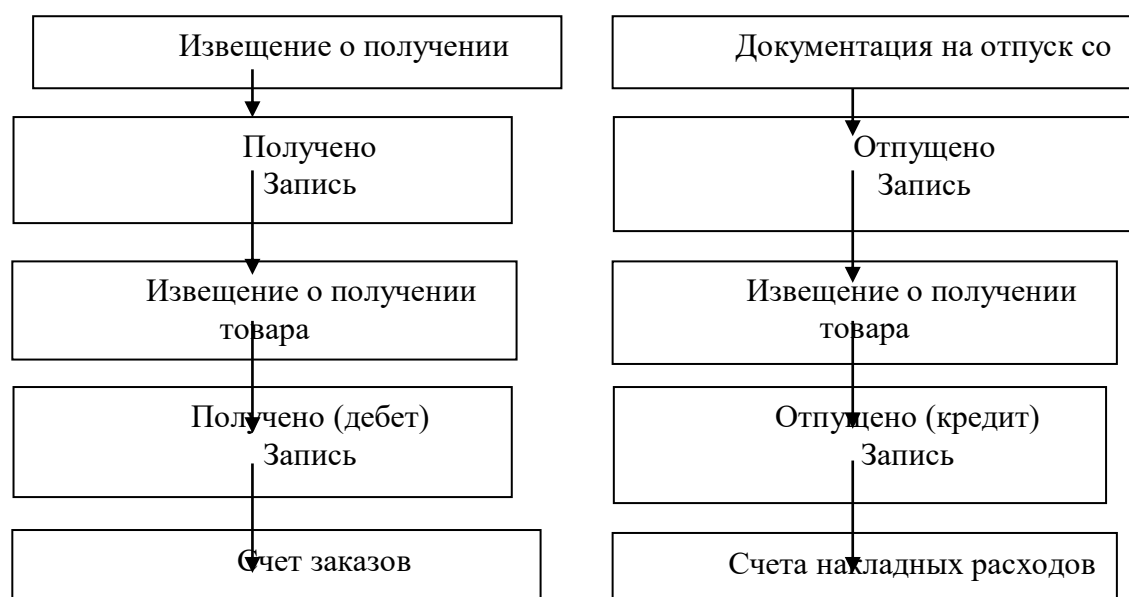 Извещение о получении
Получено
Запись
Извещение о получении
товара
Получено (дебет)
Запись
Счет заказов
Документация на отпуск со
Отпущено
Запись
Извещение о получении
товара
Отпущено (кредит)
Запись
Счета накладных расходов